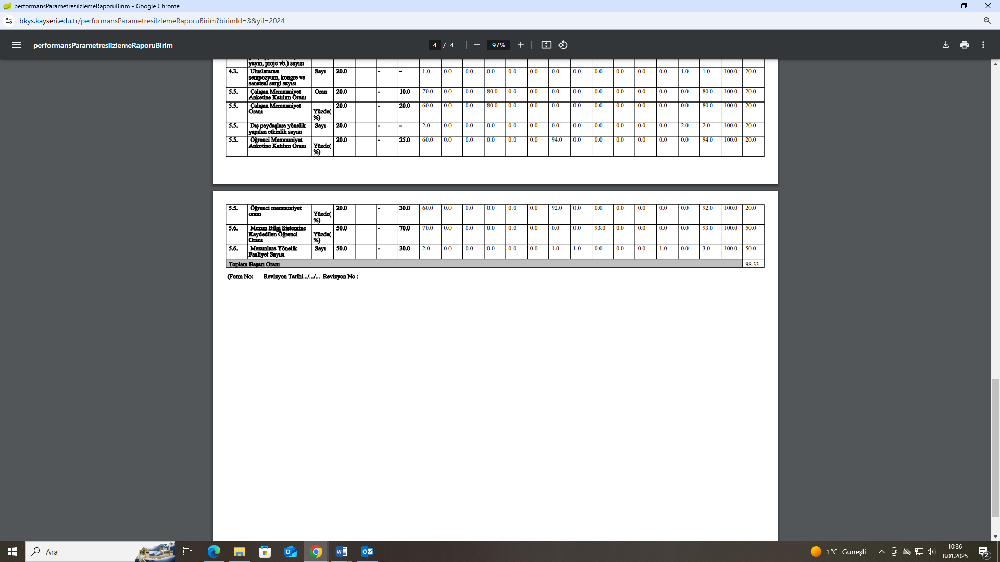 performansParametresiIzlemeRaporuBirim - Google Chrome
bkys.kayseri.edu.tr/performansParametresiIzlemeRaporuBirim?birimId=3&yil=2024
performansParametresiIzlemeRaporuBirim
4 / 4
97%
yayın, proje vb.) sayısı
4.3. Uluslararası sempozyum, kongre ve sanatsal sergi sayısı Sayı 20.0 - - 1.0 0.0 0.0 0.0 0.0 0.0 0.0 0.0 0.0 0.0 0.0 0.0 1.0 1.0 100.0 20.0
5.5. Çalışan Memnuniyet Anketine Katılım Oranı Oran 20.0 - 10.0 70.0 0.0 0.0 80.0 0.0 0.0 0.0 0.0 0.0 0.0 0.0 0.0 0.0 80.0 100.0 20.0
5.5. Çalışan Memnuniyet Oranı Yüzde( %) 20.0 - 20.0 60.0 0.0 0.0 80.0 0.0 0.0 0.0 0.0 0.0 0.0 0.0 0.0 0.0 80.0 100.0 20.0
5.5. Dış paydaşlara yönelik yapılan etkinlik sayısı Sayı 20.0 - - 2.0 0.0 0.0 0.0 0.0 0.0 0.0 0.0 0.0 0.0 0.0 0.0 2.0 2.0 100.0 20.0
5.5. Öğrenci Memnuniyet Anketine Katılım Oranı Yüzde( %) 20.0 - 25.0 60.0 0.0 0.0 0.0 0.0 0.0 94.0 0.0 0.0 0.0 0.0 0.0 0.0 94.0 100.0 20.0
5.5. Öğrenci memnuniyet oranı Yüzde( %) 20.0 - 30.0 60.0 0.0 0.0 0.0 0.0 0.0 92.0 0.0 0.0 0.0 0.0 0.0 0.0 92.0 100.0 20.0
5.6. Mezun Bilgi Sistemine Kaydedilen Öğrenci Oranı Yüzde( %) 50.0 - 70.0 70.0 0.0 0.0 0.0 0.0 0.0 0.0 0.0 93.0 0.0 0.0 0.0 0.0 93.0 100.0 50.0
5.6. Mezunlara Yönelik Faaliyet Sayısı Sayı 50.0 - 30.0 2.0 0.0 0.0 0.0 0.0 0.0 1.0 1.0 0.0 0.0 0.0 1.0 0.0 3.0 100.0 50.0
Toplam Başarı Oranı 98.33
(Form No: Revizyon Tarihi.../.../... Revizyon No :
Ara
1°C Güneşli
10:36
8.01.2025
2